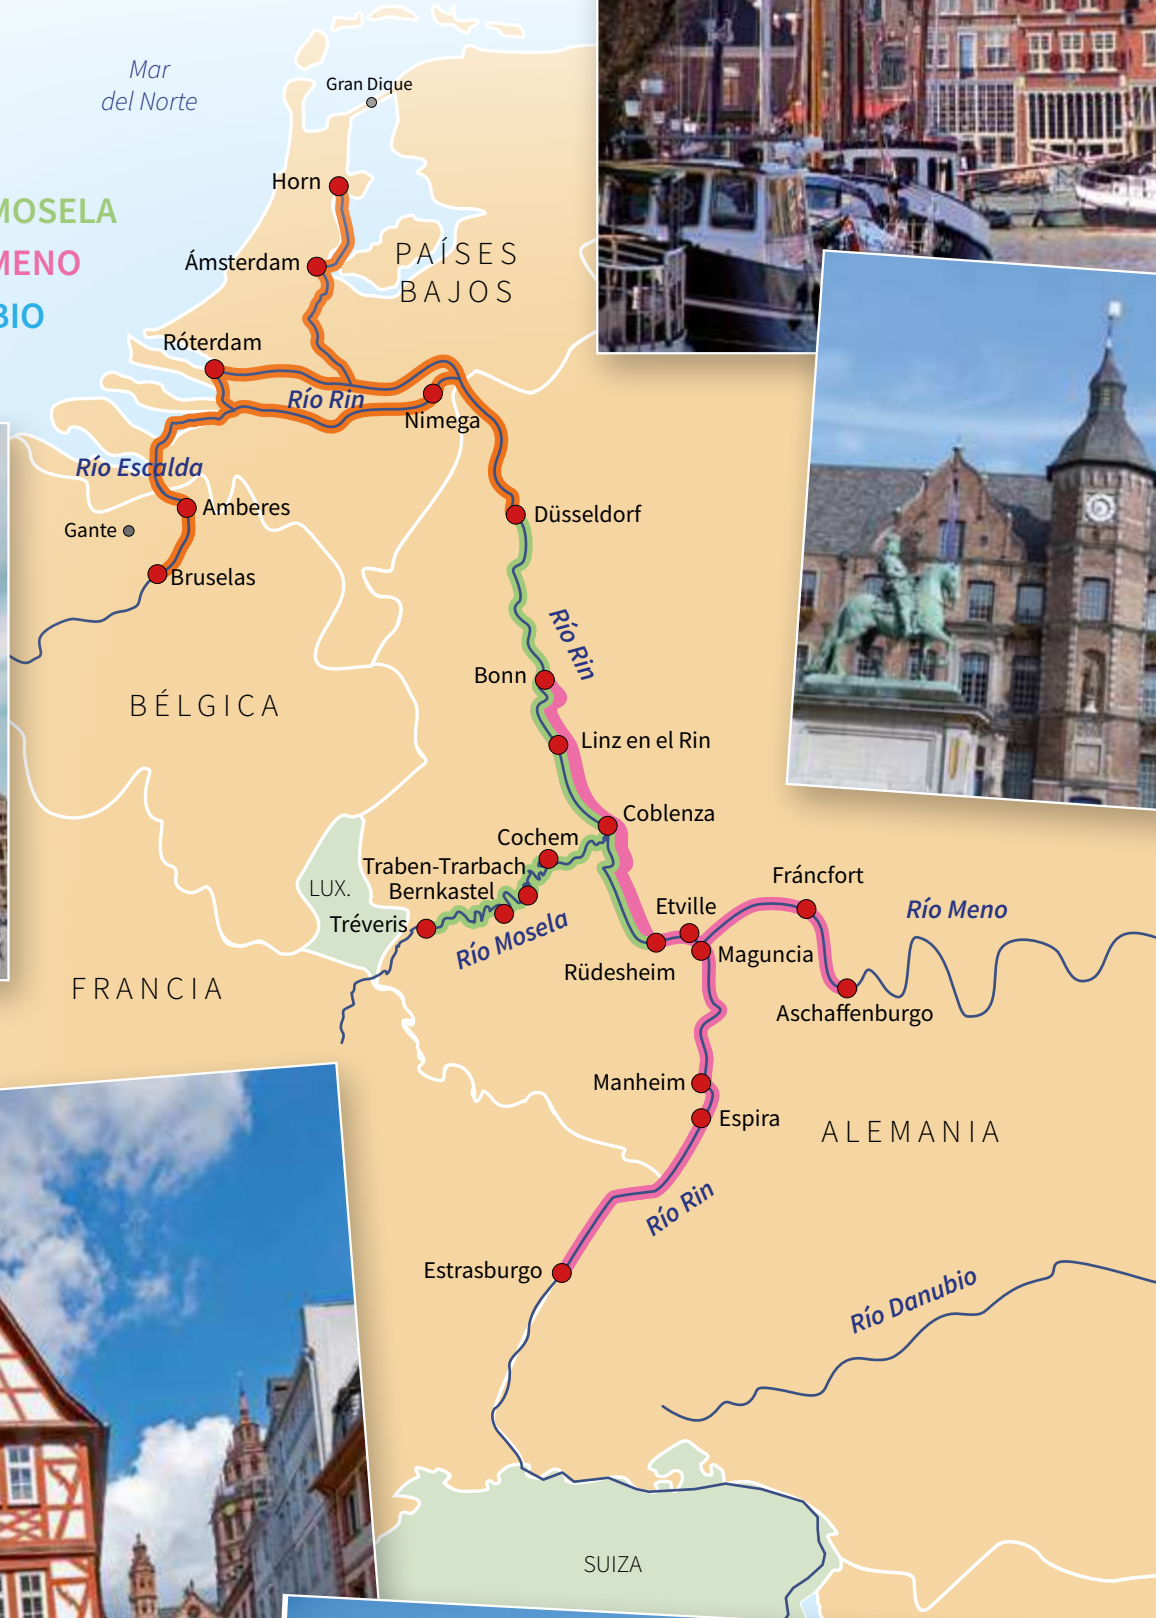 Mar
del Norte
Gran Dique
Horn
MOSELA
PAÍSES
BAJOS
Ámsterdam
MENO
BIO
Róterdam
Río Rin
Nimega
Río Escalda
Amberes
Düsseldorf
Gante
Bruselas
Río Rin
Bonn
BÉLGICA
Linz en el Rin
Coblenza
Cochem
Traben-Trarbach
Bernkastel
LUX.
Fráncfort
Etville
Río Meno
Tréveris
Río Mosela
Maguncia
Rüdesheim
FRANCIA
Aschaffenburgo
Manheim
Espira
ALEMANIA
Río Rin
Estrasburgo
Río Danubio
SUIZA